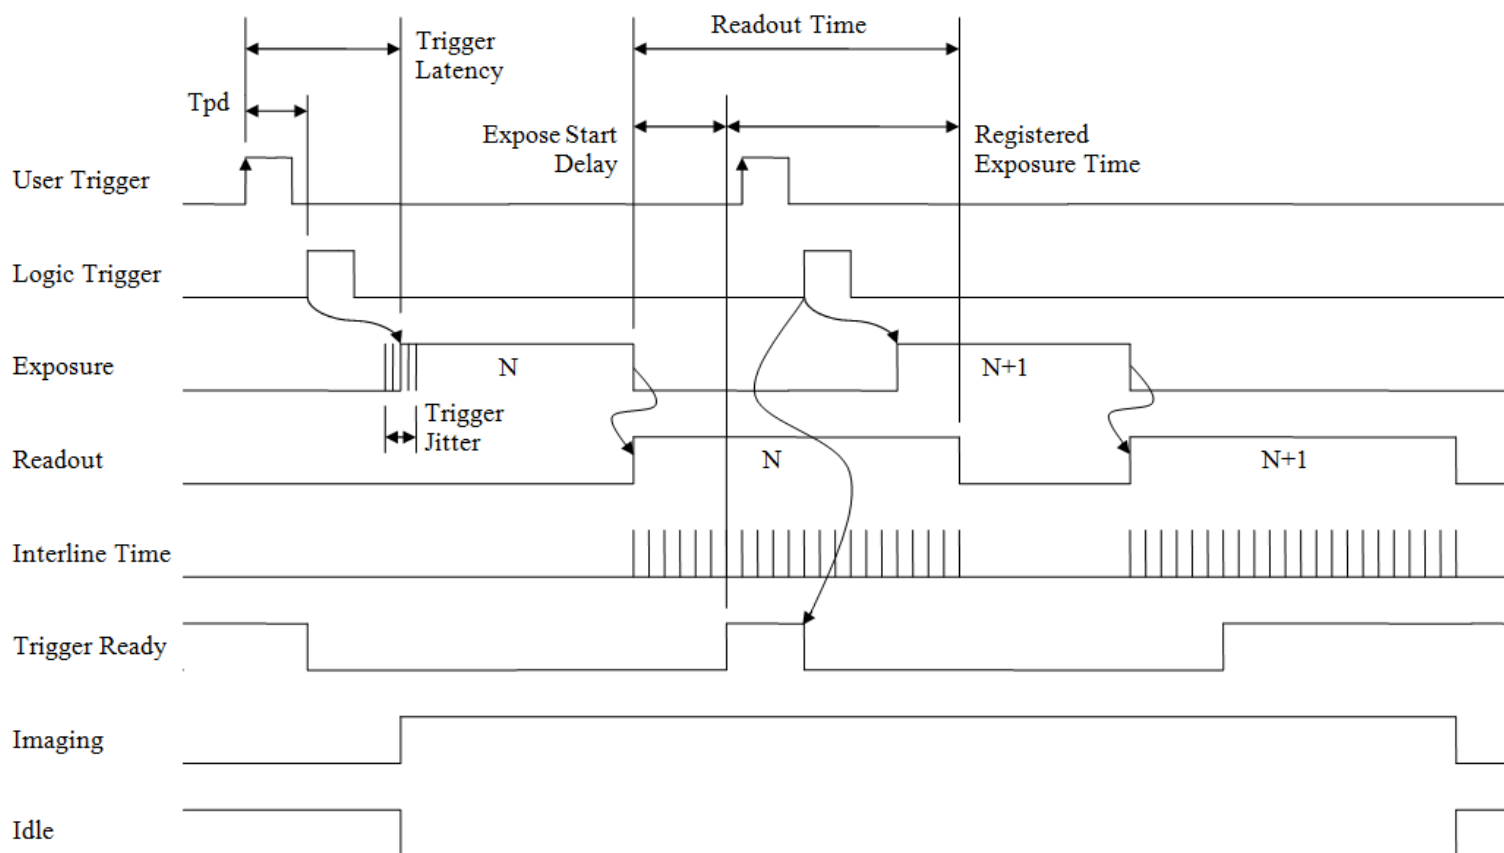 Readout Time
Trigger
Latency
Tpd
Expose Start
Delay
Registered
Exposure Time
User Trigger
Logic Trigger
Exposure
N
N+1
Trigger
Jitter
Readout
N
N+1
Interline Time
Trigger Ready
Imaging
Idle